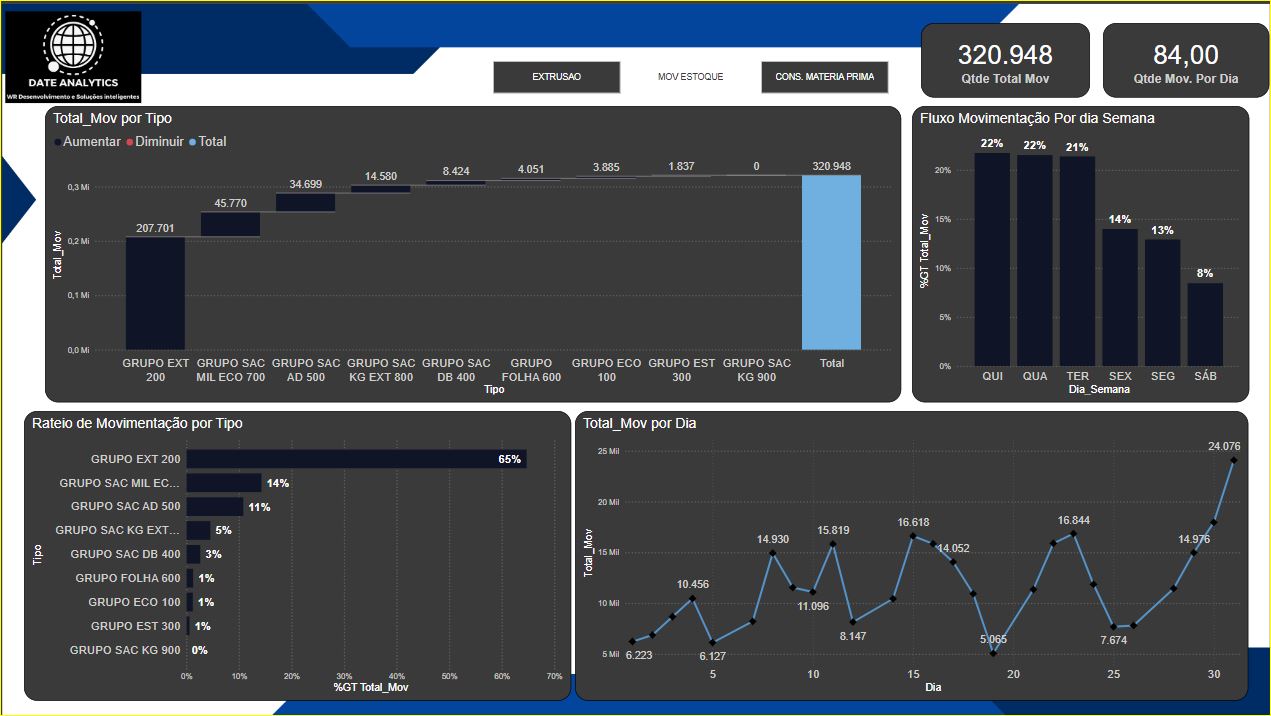 DATE ANALYTICS
WR Desenvolvimento e Soluções inteligentes
EXTRUSAO
MOV ESTOQUE
CONS. MATERIA PRIMA
320.948
Qtde Total Mov
84,00
Qtde Mov. Por Dia
Total_Mov por Tipo
Aumentar Diminuir Total
0,3 Mi
0,2 Mi
0,1 Mi
0,0 Mi
Total_Mov
207.701
45.770
34.699
14.580
8.424
4.051
3.885
1.837
0
320.948
GRUPO EXT
200
GRUPO SAC
MIL ECO 700
GRUPO SAC
AD 500
GRUPO SAC
KG EXT 800
GRUPO SAC
DB 400
GRUPO
FOLHA 600
GRUPO ECO
100
GRUPO EST
300
GRUPO SAC
KG 900
Total
Tipo
Fluxo Movimentação Por dia Semana
20%
15%
10%
5%
0%
%GT Total_Mov
22%
22%
21%
14%
13%
8%
QUI
QUA
TER
SEX
SEG
SÁB
Dia_Semana
Rateio de Movimentação por Tipo
Tipo
GRUPO EXT 200 65%
GRUPO SAC MIL EC... 14%
GRUPO SAC AD 500 11%
GRUPO SAC KG EXT... 5%
GRUPO SAC DB 400 3%
GRUPO FOLHA 600 1%
GRUPO ECO 100 1%
GRUPO EST 300 1%
GRUPO SAC KG 900 0%
0% 10% 20% 30% 40% 50% 60% 70%
%GT Total_Mov
Total_Mov por Dia
25 Mil
20 Mil
15 Mil
10 Mil
5 Mil
Total_Mov
6.223
10.456
6.127
14.930
11.096
15.819
8.147
16.618
14.052
5.065
16.844
7.674
14.976
24.076
5 10 15 20 25 30
Dia